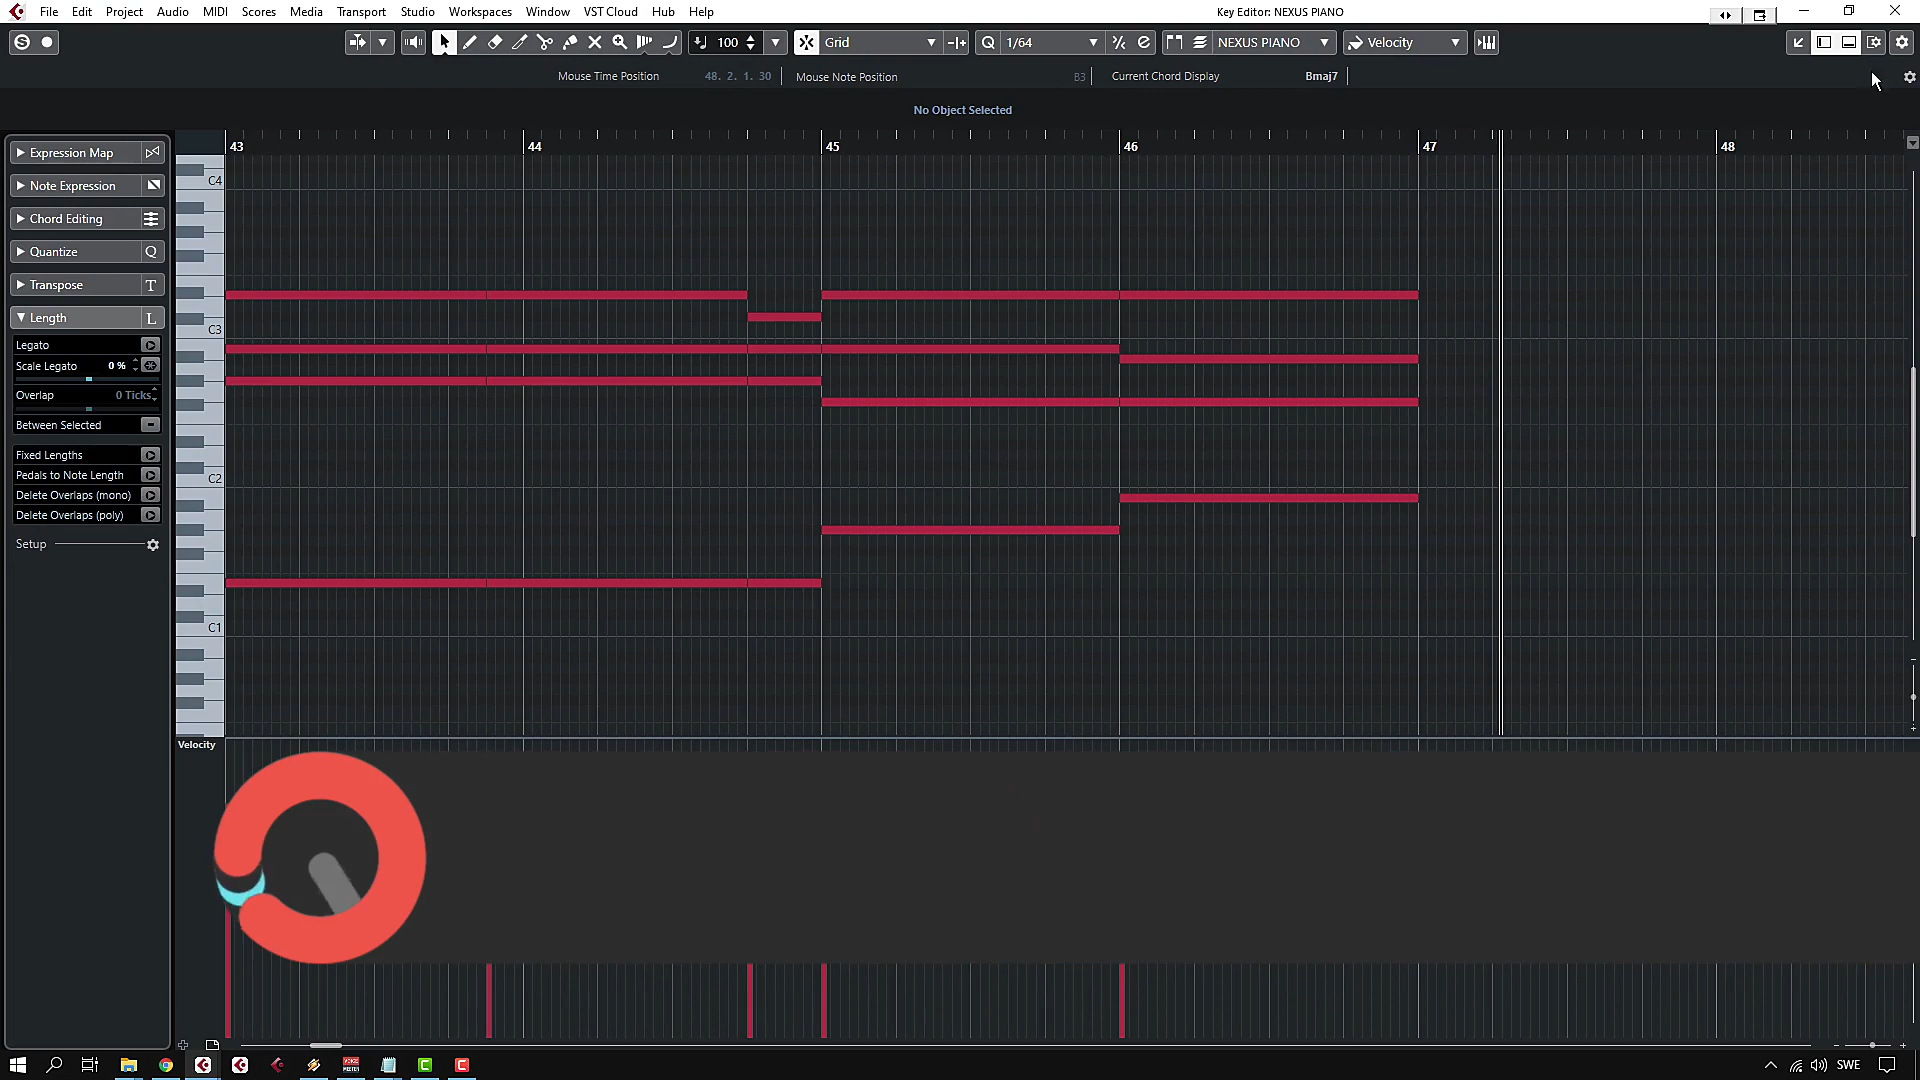 File Edit Project Audio MIDI Scores Media Transport Studio Workspaces Window VST Cloud Hub Help Key Editor: NEXUS PIANO
S 100 Grid Q 1/64 e NEXUS PIANO Velocity
Mouse Time Position 48. 2. 1. 30 Mouse Note Position B3 Current Chord Display Bmaj7
No Object Selected
43 44 45 46 47 48
Expression Map
Note Expression
Chord Editing
Quantize Q
Transpose T
Length L
Legato
Scale Legato 0 %
Overlap 0 Ticks
Between Selected
Fixed Lengths
Pedals to Note Length
Delete Overlaps (mono)
Delete Overlaps (poly)
Setup
C4
C3
C2
C1
Velocity
VOICE MEETER
SWE